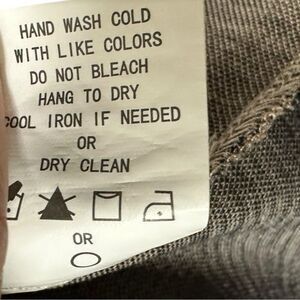 HAND WASH COLD
WITH LIKE COLORS
DO NOT BLEACH
HANG TO DRY
COOL IRON IF NEEDED
OR
DRY CLEAN
OR